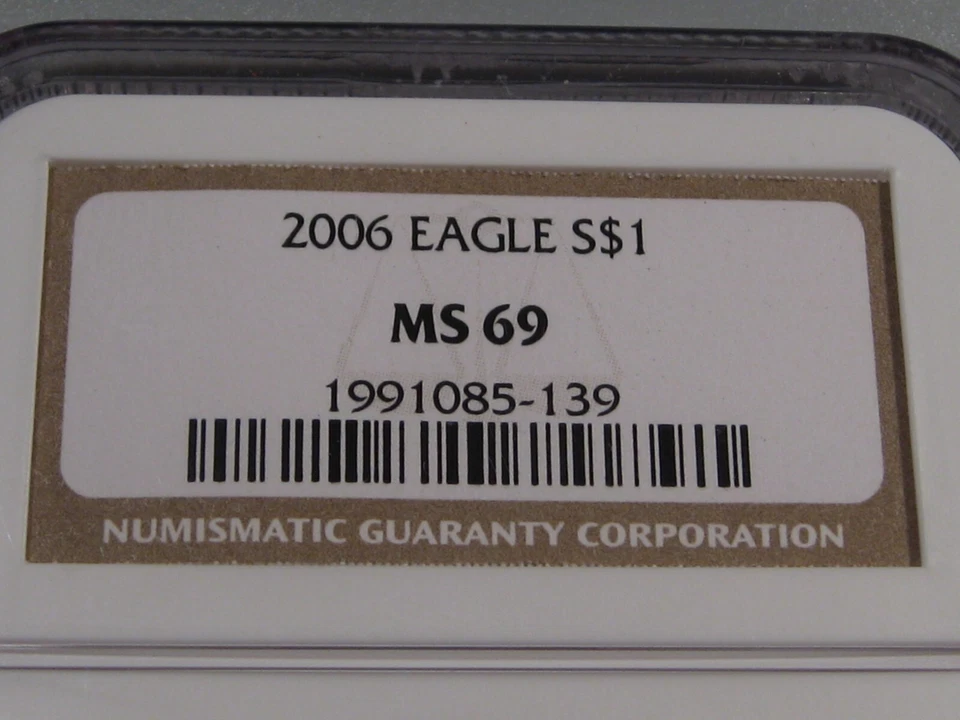 2006 EAGLE S$1
MS 69
1991085-139
NUMISMATIC GUARANTY CORPORATION